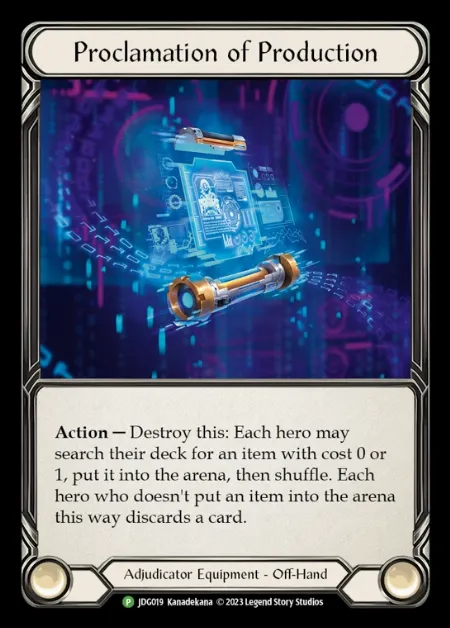 Proclamation of Production
Action — Destroy this: Each hero may
search their deck for an item with cost 0 or
1, put it into the arena, then shuffle. Each
hero who doesn't put an item into the arena
this way discards a card.
Adjudicator Equipment - Off-Hand
P JDG019 Kanadekana © 2023 Legend Story Studios